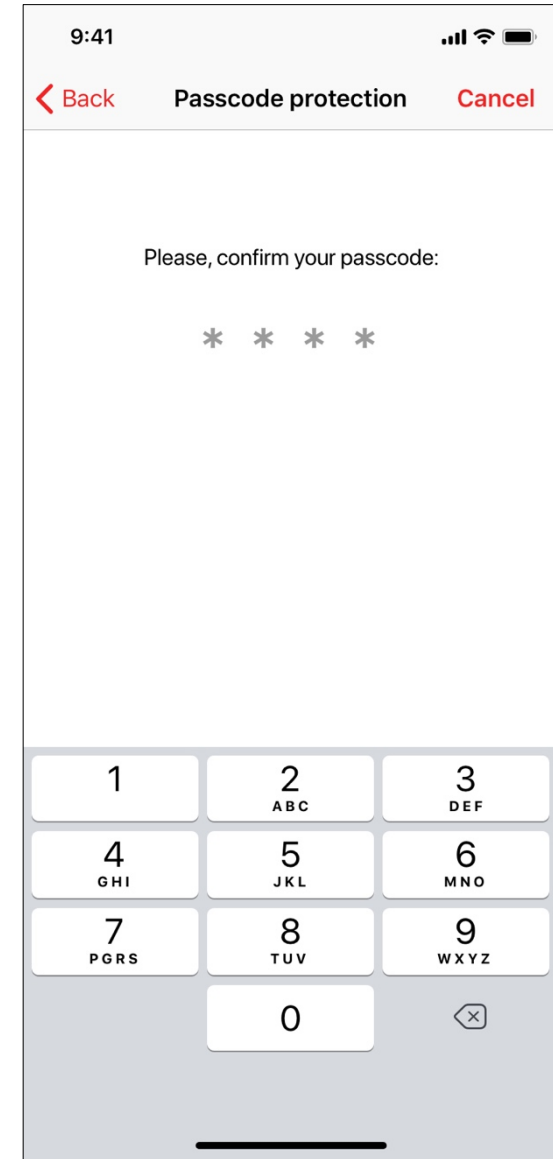 9:41
Back Passcode protection Cancel
Please, confirm your passcode:
* * * *
1 2 3
ABC DEF
4 5 6
GHI JKL MNO
7 8 9
PGRS TUV WXYZ
0